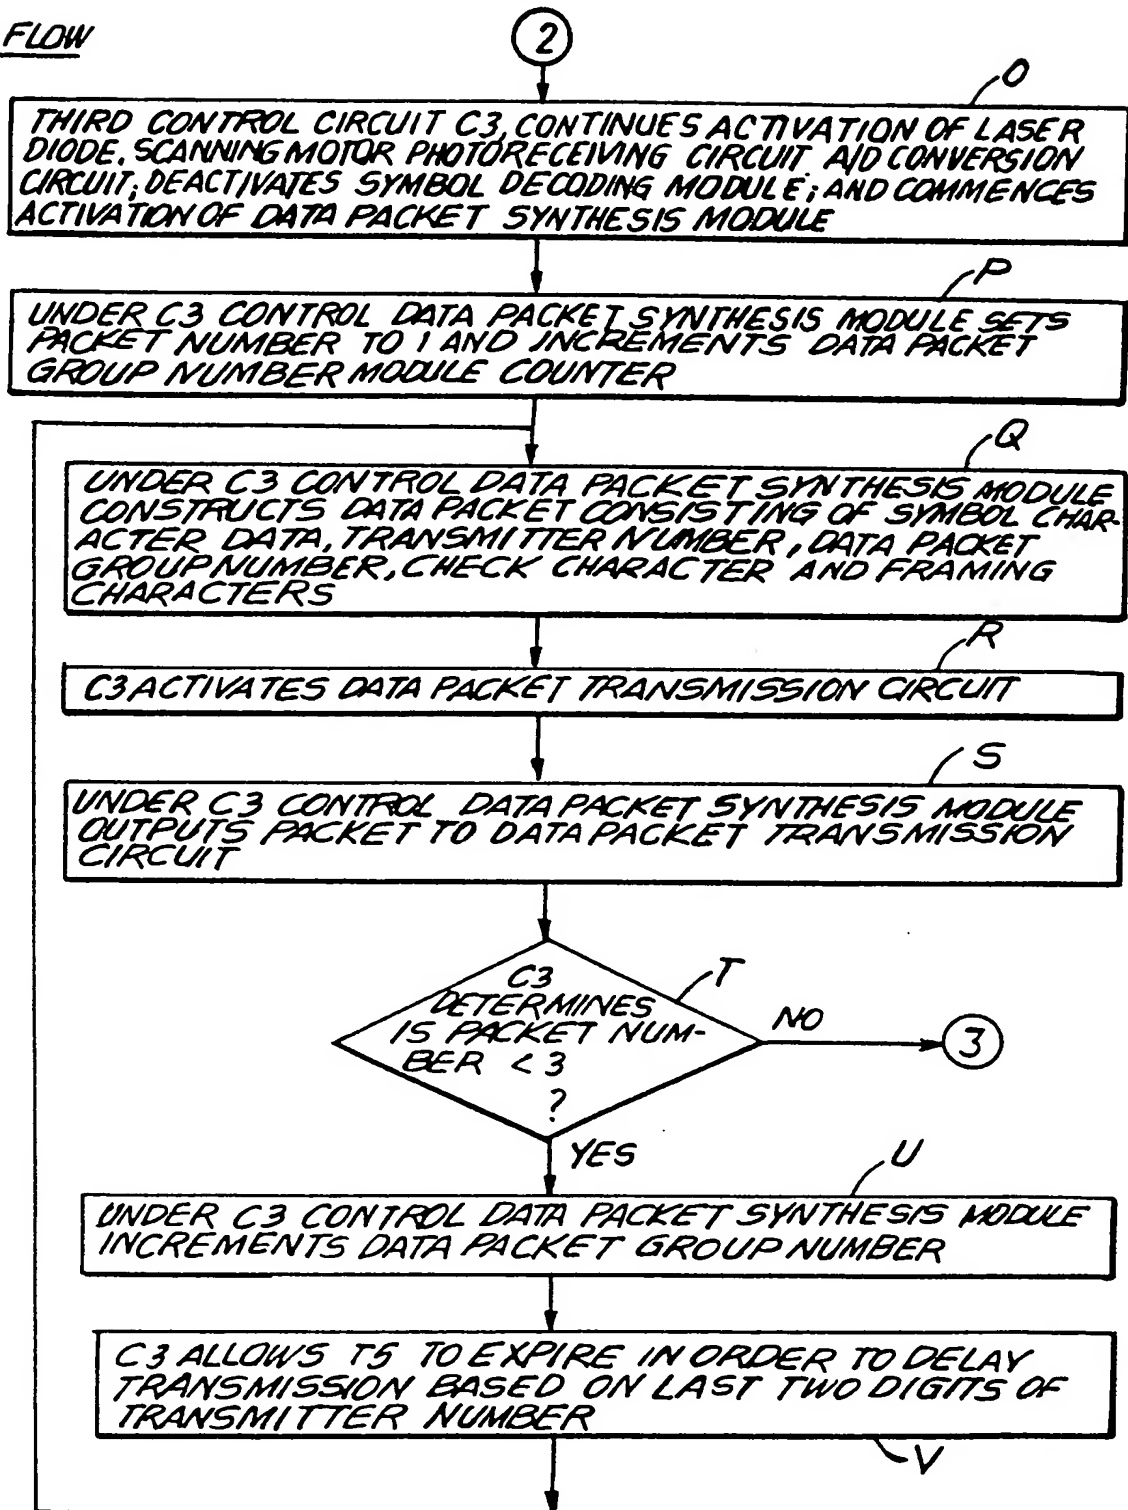 FLOW
2
O
THIRD CONTROL CIRCUIT C3, CONTINUES ACTIVATION OF LASER
DIODE, SCANNING MOTOR PHOTORECEIVING CIRCUIT A/D CONVERSION
CIRCUIT; DEACTIVATES SYMBOL DECODING MODULE; AND COMMENCES
ACTIVATION OF DATA PACKET SYNTHESIS MODULE
P
UNDER C3 CONTROL DATA PACKET SYNTHESIS MODULE SETS
PACKET NUMBER TO 1 AND INCREMENTS DATA PACKET
GROUP NUMBER MODULE COUNTER
Q
UNDER C3 CONTROL DATA PACKET SYNTHESIS MODULE
CONSTRUCTS DATA PACKET CONSISTING OF SYMBOL CHAR-
ACTER DATA, TRANSMITTER NUMBER, DATA PACKET
GROUP NUMBER, CHECK CHARACTER AND FRAMING
CHARACTERS
R
C3 ACTIVATES DATA PACKET TRANSMISSION CIRCUIT
S
UNDER C3 CONTROL DATA PACKET SYNTHESIS MODULE
OUTPUTS PACKET TO DATA PACKET TRANSMISSION
CIRCUIT
T
C3
DETERMINES
IS PACKET NUM-
BER < 3
?
NO
3
YES
U
UNDER C3 CONTROL DATA PACKET SYNTHESIS MODULE
INCREMENTS DATA PACKET GROUP NUMBER
C3 ALLOWS T5 TO EXPIRE IN ORDER TO DELAY
TRANSMISSION BASED ON LAST TWO DIGITS OF
TRANSMITTER NUMBER
V